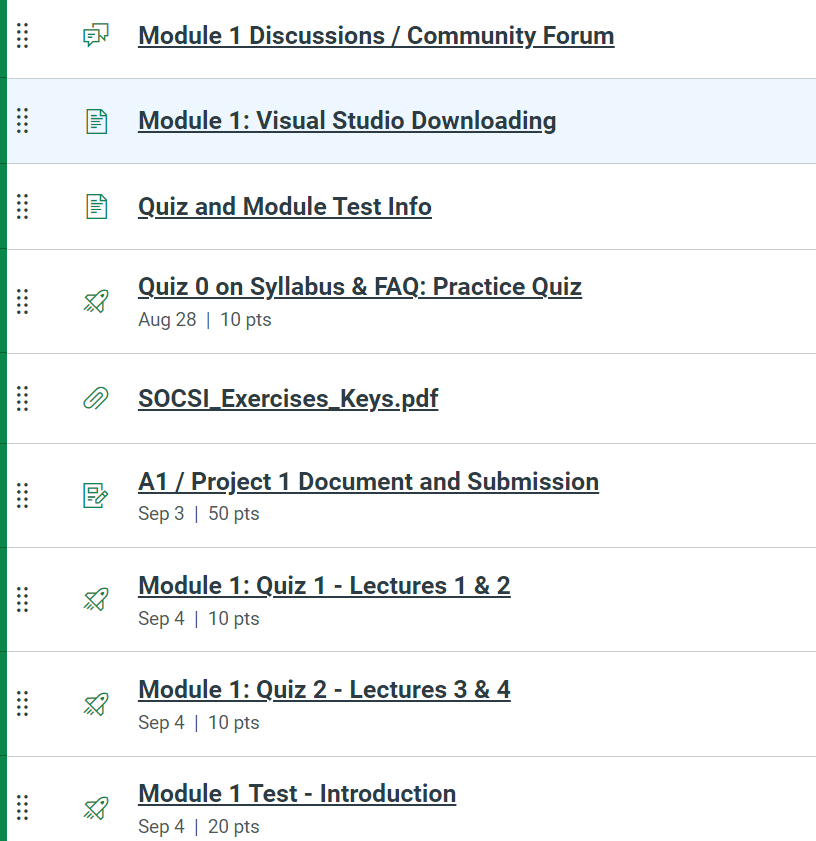 Module 1 Discussions / Community Forum
Module 1: Visual Studio Downloading
Quiz and Module Test Info
Quiz 0 on Syllabus & FAQ: Practice Quiz
Aug 28 | 10 pts
SOCSI_Exercises_Keys.pdf
A1 / Project 1 Document and Submission
Sep 3 | 50 pts
Module 1: Quiz 1 - Lectures 1 & 2
Sep 4 | 10 pts
Module 1: Quiz 2 - Lectures 3 & 4
Sep 4 | 10 pts
Module 1 Test - Introduction
Sep 4 | 20 pts